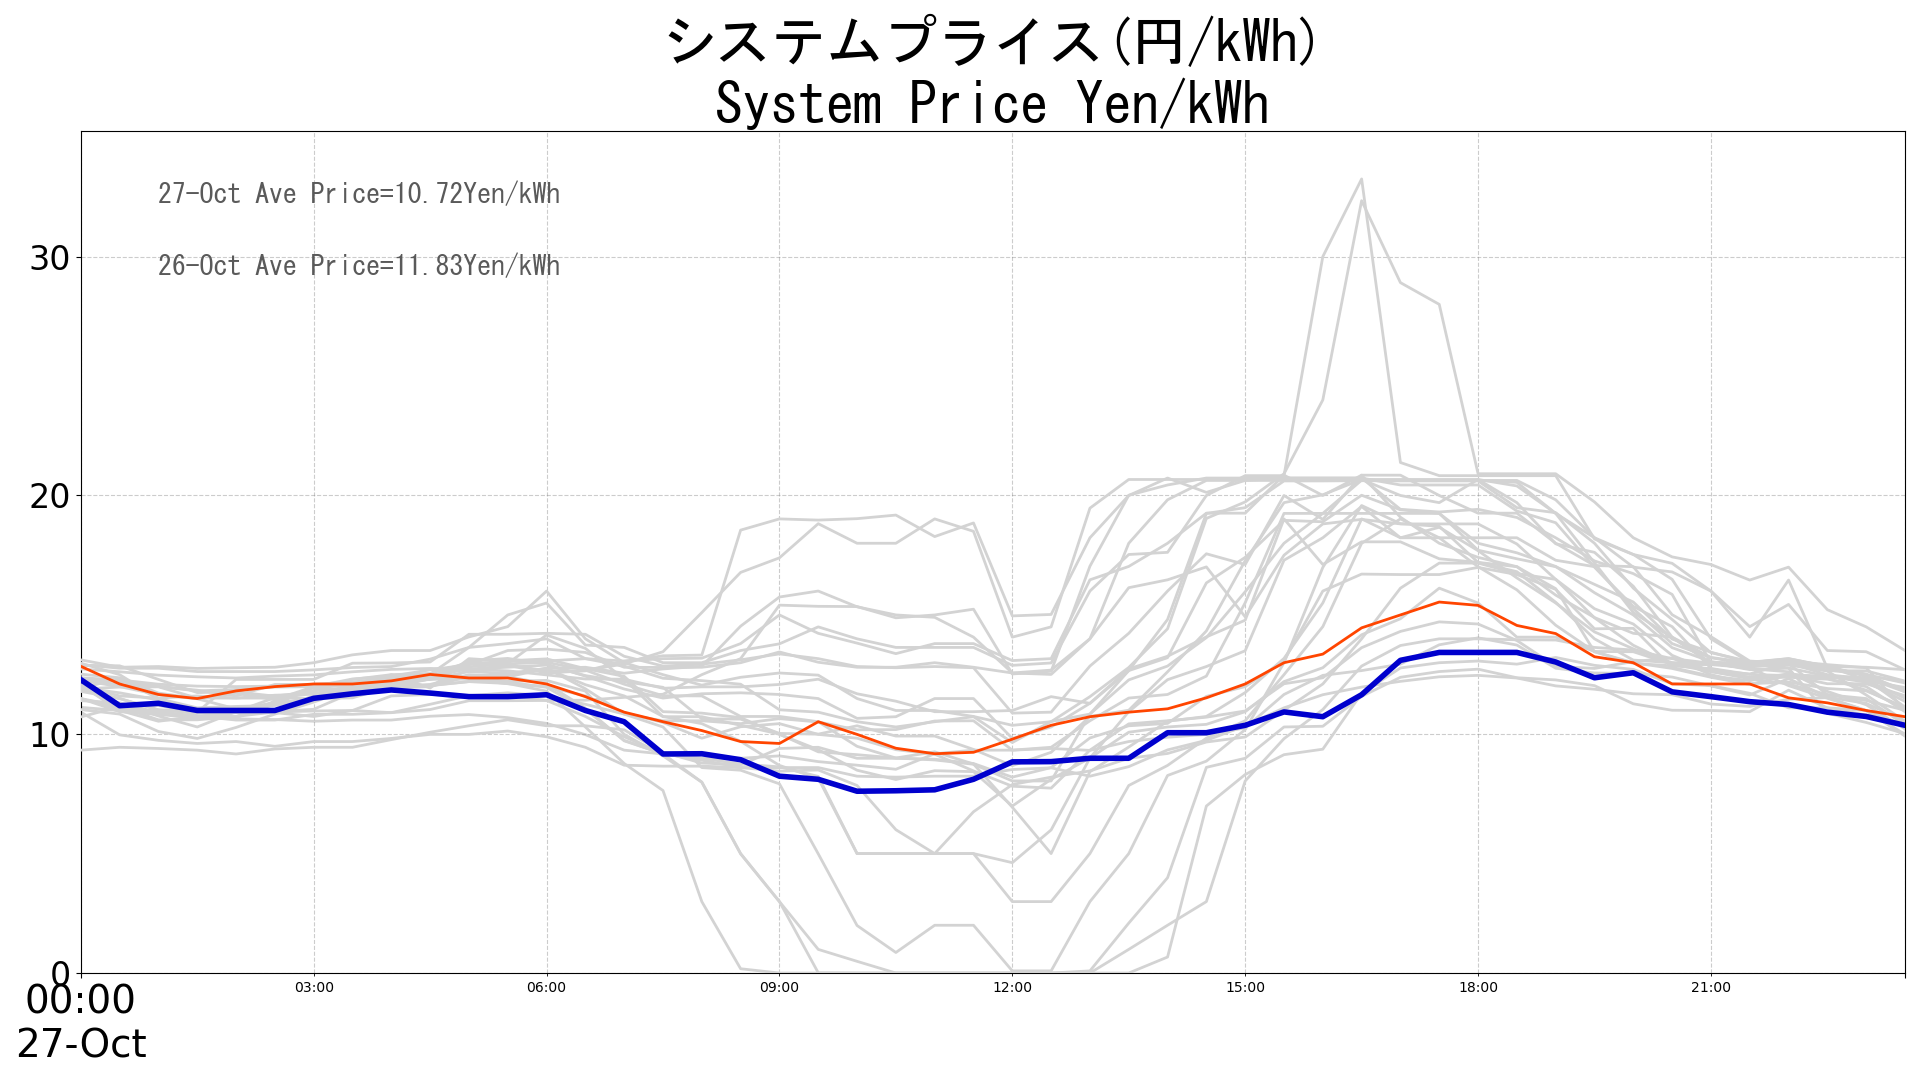 システムプライス(円/kWh)
System Price Yen/kWh
27-Oct Ave Price=10.72Yen/kWh
26-Oct Ave Price=11.83Yen/kWh
30
20
10
0
00:00 03:00 06:00 09:00 12:00 15:00 18:00 21:00
27-Oct